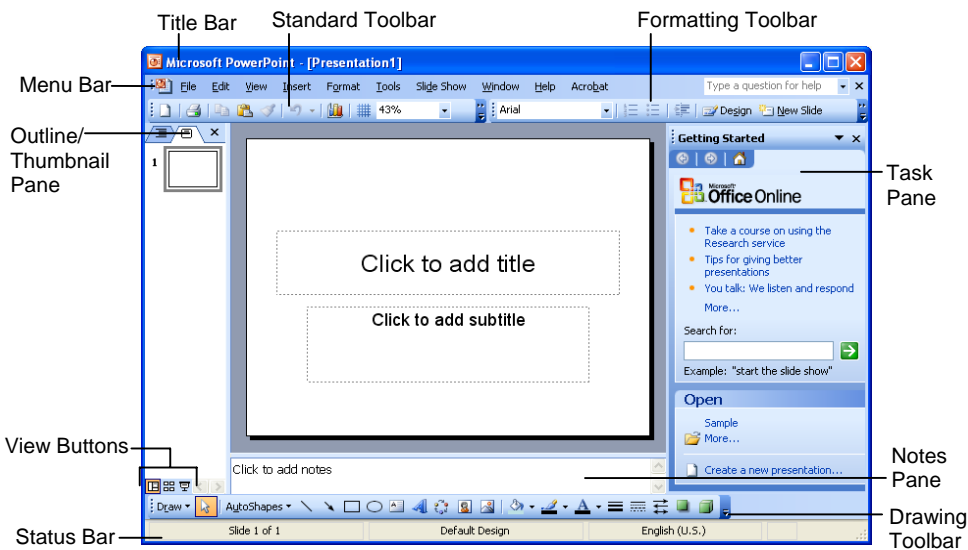 Title Bar
Standard Toolbar
Formatting Toolbar
Microsoft PowerPoint - [Presentation1]
Menu Bar
File Edit View Insert Format Tools Slide Show Window Help Acrobat
Type a question for help
43%
Arial
Design
New Slide
Outline/
Thumbnail
Pane
1
Getting Started
Task
Pane
Microsoft
Office Online
Take a course on using the
Research service
Tips for giving better
presentations
You talk: We listen and respond
More...
Search for:
Example: "start the slide show"
Open
Sample
More...
Create a new presentation...
Click to add title
Click to add subtitle
View Buttons
Click to add notes
Notes
Pane
Draw
AutoShapes
A
Drawing
Toolbar
Status Bar
Slide 1 of 1
Default Design
English (U.S.)